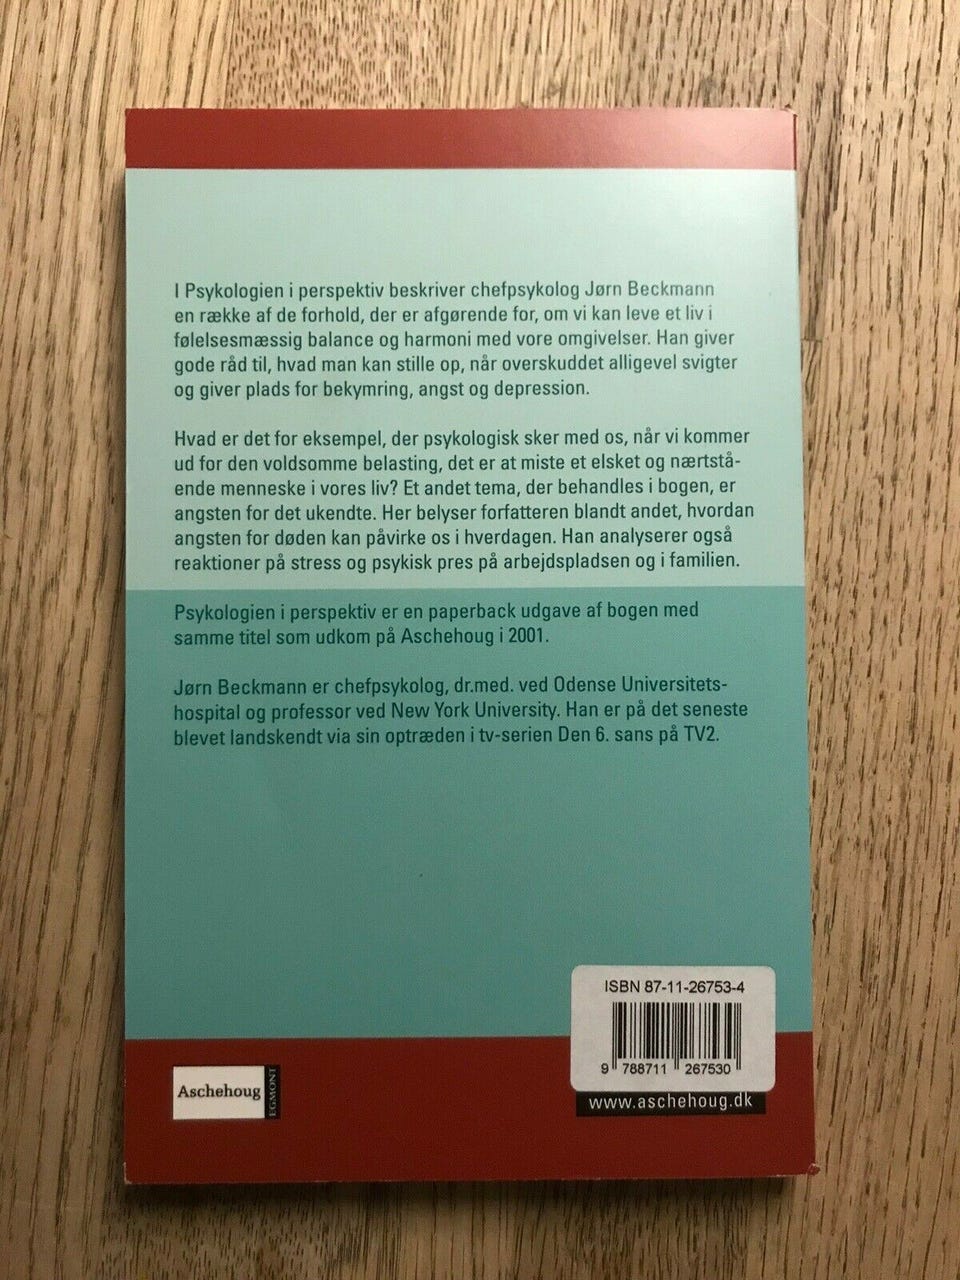 I Psykologien i perspektiv beskriver chefpsykolog Jørn Beckmann
en række af de forhold, der er afgørende for, om vi kan leve et liv i
følelsesmæssig balance og harmoni med vore omgivelser. Han giver
gode råd til, hvad man kan stille op, når overskuddet alligevel svigter
og giver plads for bekymring, angst og depression.
Hvad er det for eksempel, der psykologisk sker med os, når vi kommer
ud for den voldsomme belasting, det er at miste et elsket og nærtstå-
ende menneske i vores liv? Et andet tema, der behandles i bogen, er
angsten for det ukendte. Her belyser forfatteren blandt andet, hvordan
angsten for døden kan påvirke os i hverdagen. Han analyserer også
reaktioner på stress og psykisk pres på arbejdspladsen og i familien.
Psykologien i perspektiv er en paperback udgave af bogen med
samme titel som udkom på Aschehoug i 2001.
Jørn Beckmann er chefpsykolog, dr.med. ved Odense Universitets-
hospital og professor ved New York University. Han er på det seneste
blevet landskendt via sin optræden i tv-serien Den 6. sans på TV2.
ISBN 87-11-26753-4
9 788711 267530
www.aschehoug.dk
Aschehoug
EGMONT